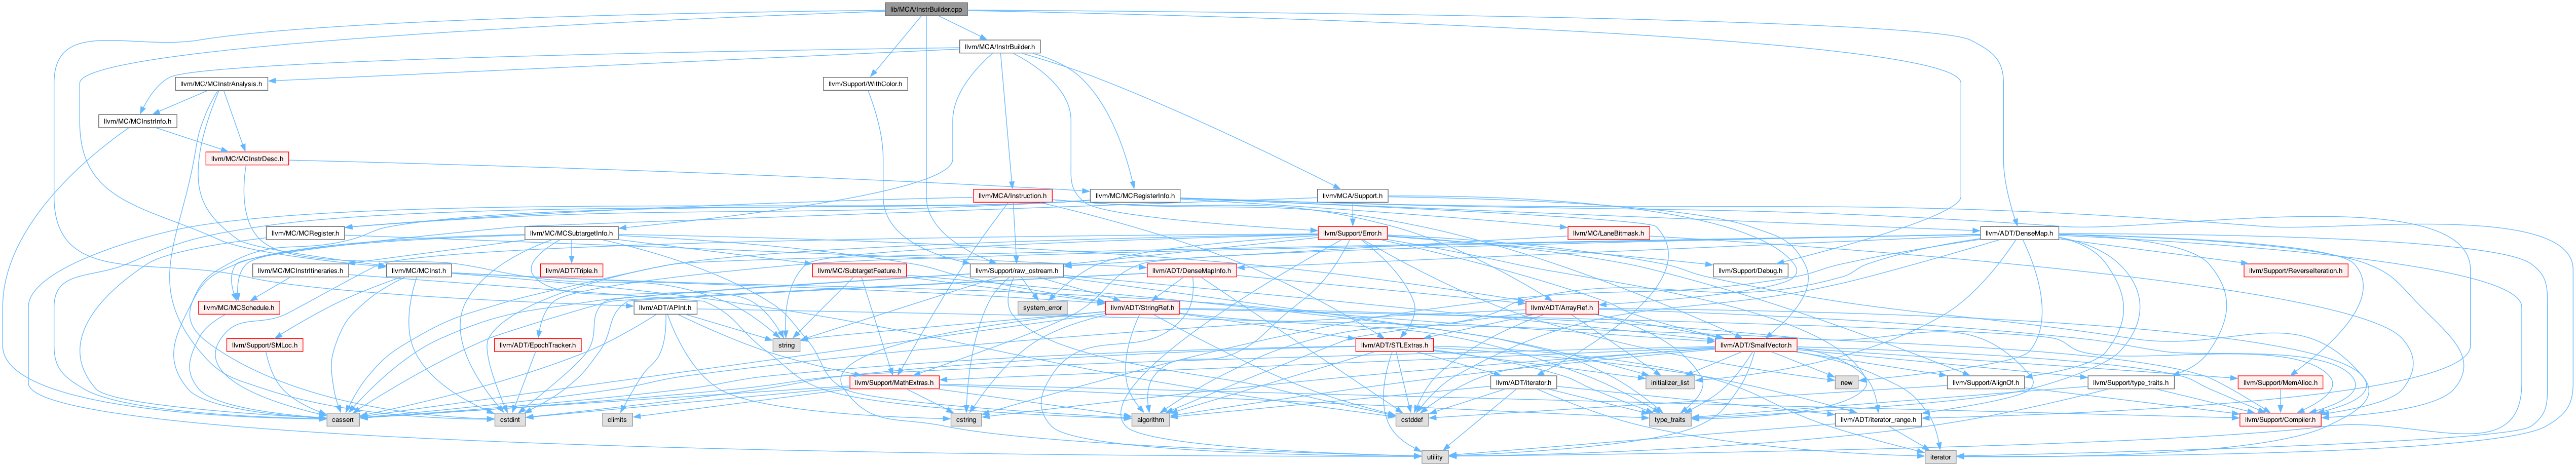 lib/MCA/InstrBuilder.cpp
llvm/MCA/InstrBuilder.h
llvm/MC/MCInstrAnalysis.h
llvm/Support/WithColor.h
llvm/MC/MCInstrInfo.h
llvm/MC/MCInstrDesc.h
llvm/MCA/Instruction.h
llvm/MC/MCRegisterInfo.h
llvm/MCA/Support.h
llvm/MC/MCRegister.h
llvm/MC/MCSubtargetInfo.h
llvm/Support/Error.h
llvm/MC/LaneBitmask.h
llvm/ADT/DenseMap.h
llvm/MC/MCInstrItineraries.h
llvm/MC/MCInst.h
llvm/ADT/Triple.h
llvm/MC/SubtargetFeature.h
llvm/Support/raw_ostream.h
llvm/ADT/DenseMapInfo.h
llvm/Support/Debug.h
llvm/Support/ReverseIteration.h
llvm/MC/MCSchedule.h
llvm/ADT/APInt.h
system_error
llvm/ADT/StringRef.h
llvm/ADT/ArrayRef.h
llvm/Support/SMLoc.h
llvm/ADT/EpochTracker.h
string
llvm/ADT/STLExtras.h
llvm/ADT/SmallVector.h
llvm/Support/MathExtras.h
initializer_list
llvm/ADT/iterator.h
new
llvm/Support/AlignOf.h
llvm/Support/type_traits.h
llvm/Support/MemAlloc.h
cassert
cstdint
climits
cstring
algorithm
cstddef
type_traits
llvm/ADT/iterator_range.h
llvm/Support/Compiler.h
utility
iterator